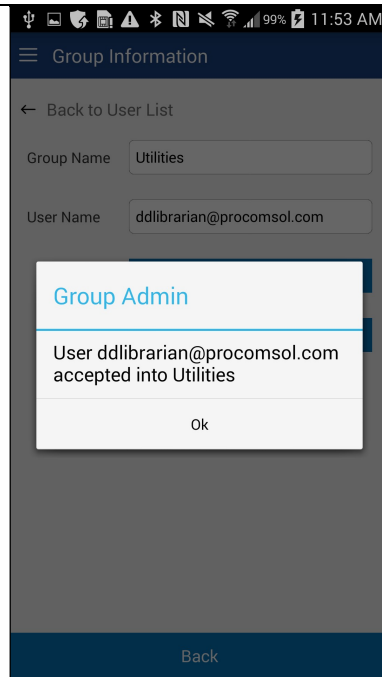 99% 11:53 AM
Group Information
← Back to User List
Group Name Utilities
User Name ddlibrarian@procomsol.com
Group Admin
User ddlibrarian@procomsol.com
accepted into Utilities
Ok
Back